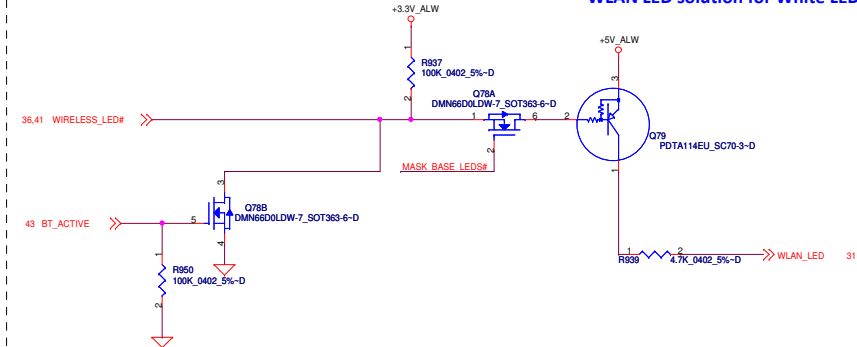 WLAN LED solution for White LED
+3.3V_ALW
+5V_ALW
1
R937
100K_0402_5%~D
2
3
Q78A
DMN66D0LDW-7_SOT363-6~D
36,41 WIRELESS_LED#
1
6
2
2
Q79
PDTA114EU_SC70-3~D
MASK_BASE_LEDS#
1
3
Q78B
DMN66D0LDW-7_SOT363-6~D
43 BT_ACTIVE
5
4
1
R950
100K_0402_5%~D
2
1
2
R939
4.7K_0402_5%~D
WLAN_LED 31